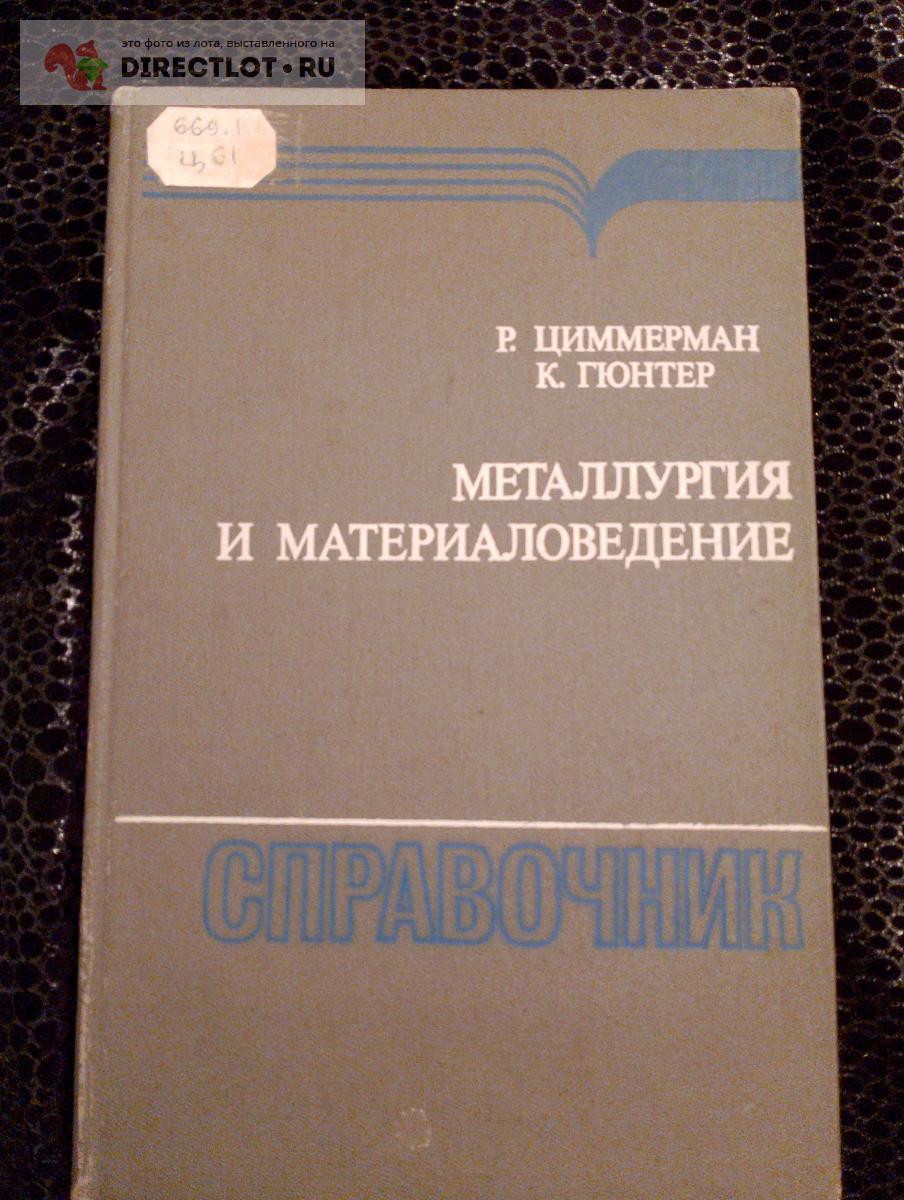 это фото из лота, выставленного на
DIRECTLOT•RU
669.1
Ц 61
Р. ЦИММЕРМАН
К. ГЮНТЕР
МЕТАЛЛУРГИЯ
И МАТЕРИАЛОВЕДЕНИЕ
СПРАВОЧНИК